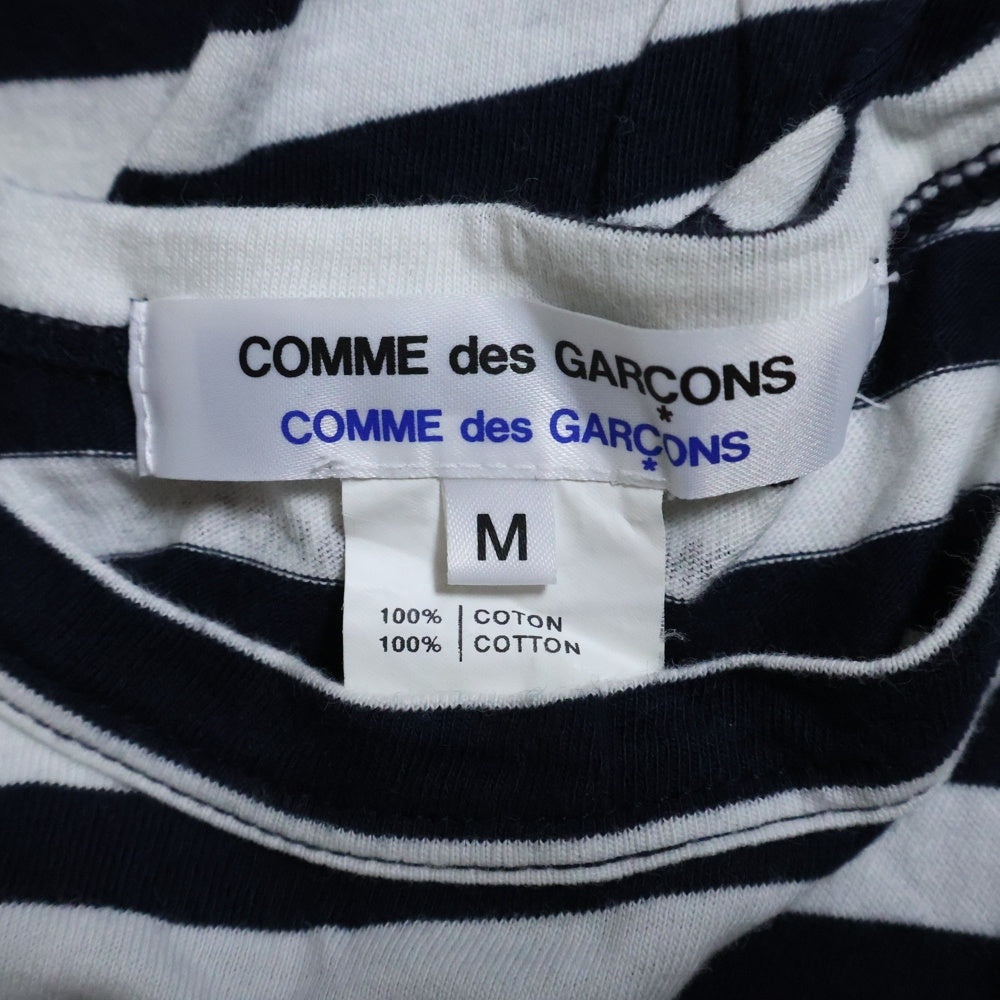 COMME des GARÇONS
COMME des GARÇONS
M
100% | COTON
100% | COTTON